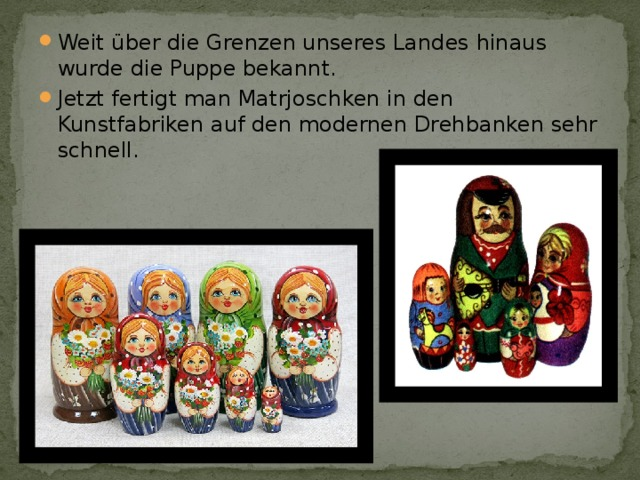 Weit über die Grenzen unseres Landes hinaus
wurde die Puppe bekannt.
Jetzt fertigt man Matrjoschken in den
Kunstfabriken auf den modernen Drehbanken sehr
schnell.